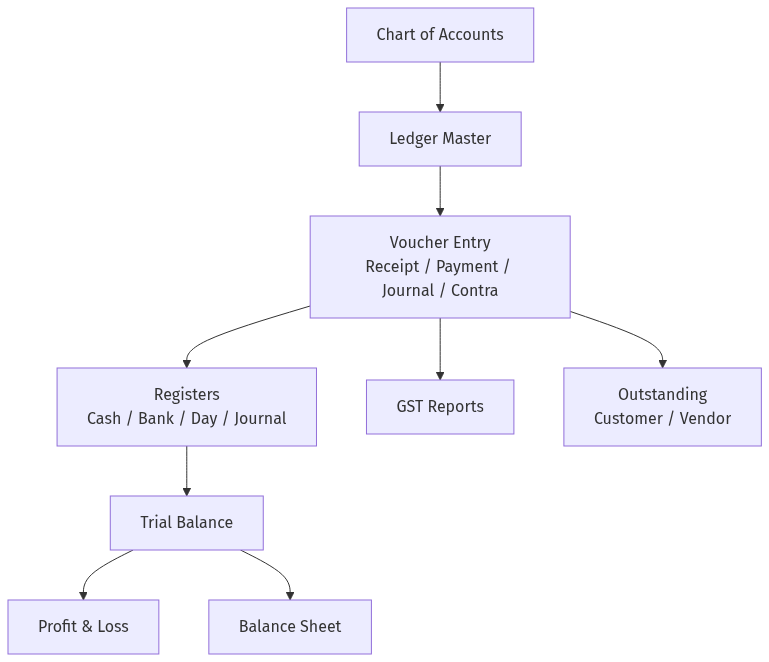 Chart of Accounts
Ledger Master
Voucher Entry
Receipt / Payment /
Journal / Contra
Registers
Cash / Bank / Day / Journal
GST Reports
Outstanding
Customer / Vendor
Trial Balance
Profit & Loss
Balance Sheet